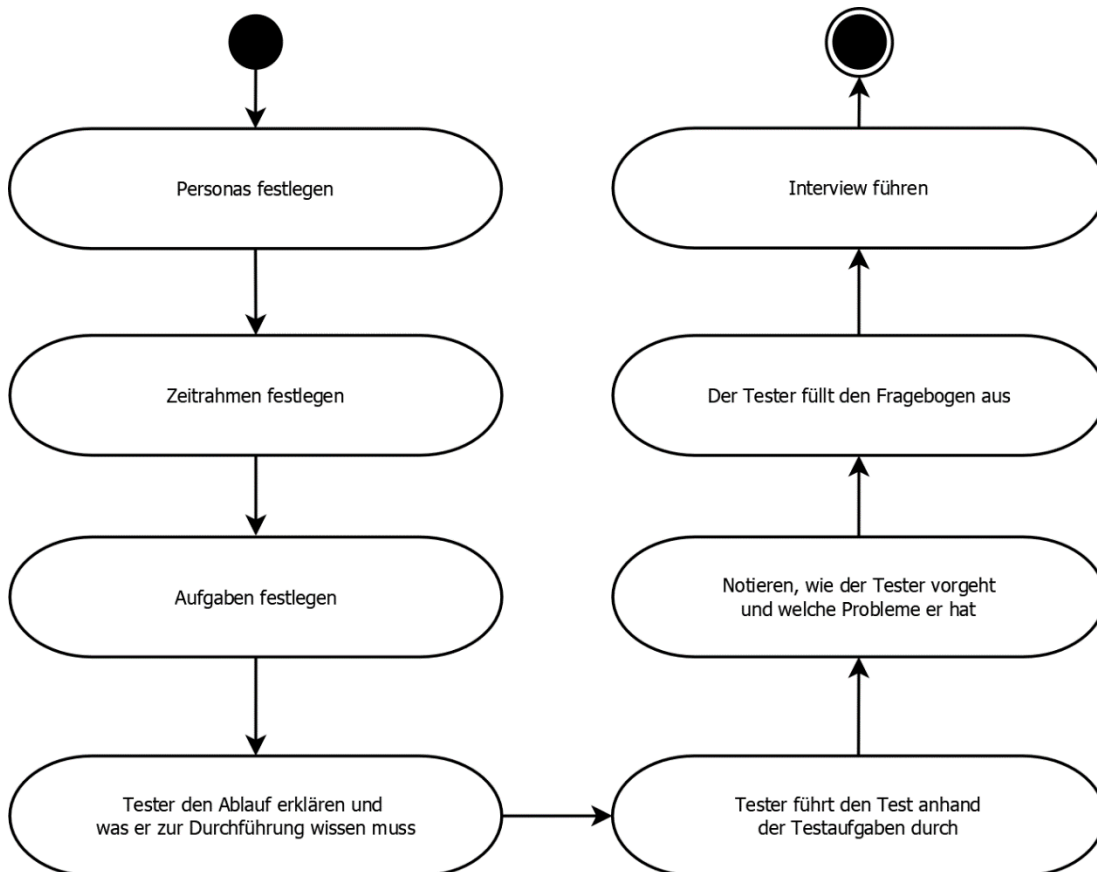 Personas festlegen
Zeitrahmen festlegen
Aufgaben festlegen
Tester den Ablauf erklären und
was er zur Durchführung wissen muss
Tester führt den Test anhand
der Testaufgaben durch
Notieren, wie der Tester vorgeht
und welche Probleme er hat
Der Tester füllt den Fragebogen aus
Interview führen